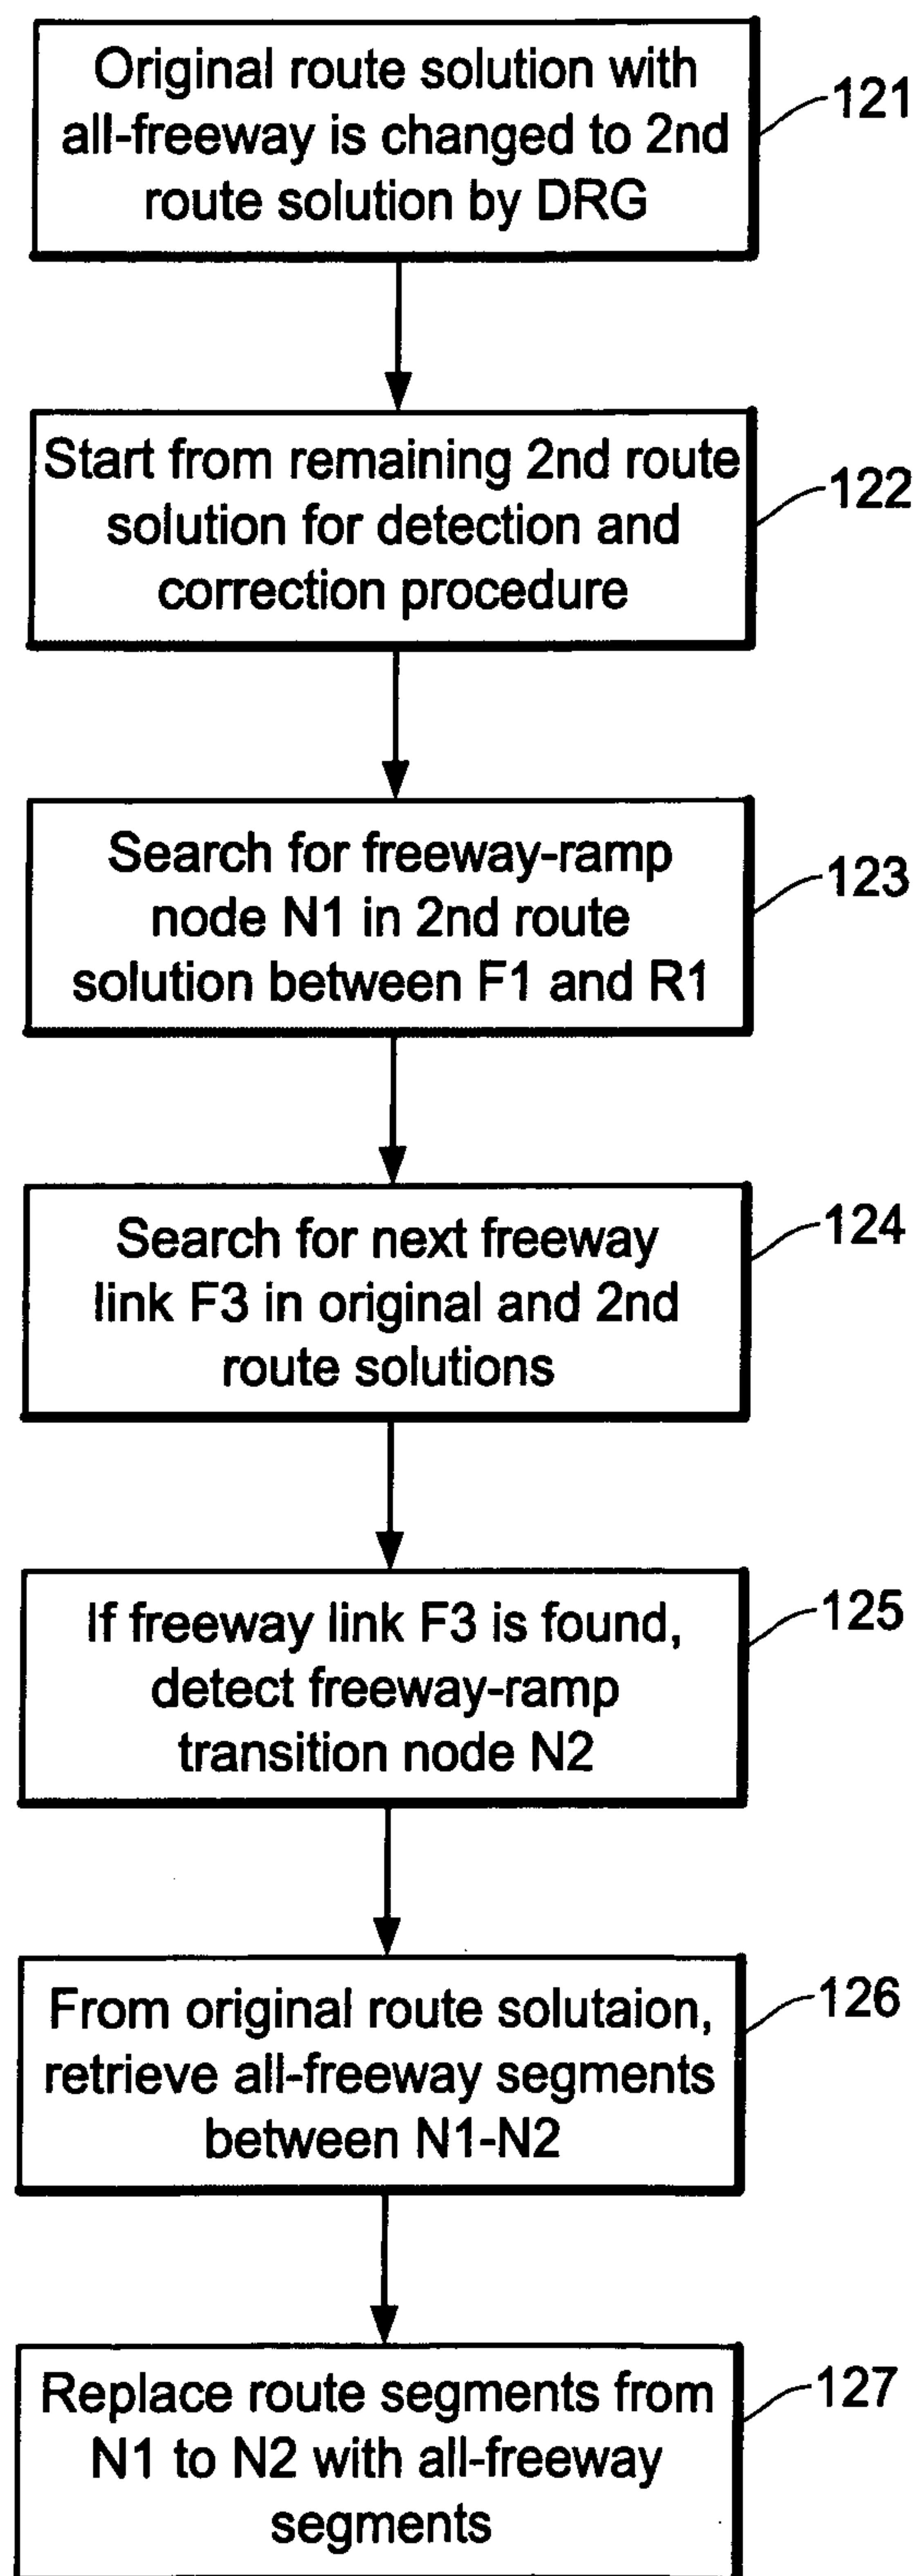 Original route solution with
all-freeway is changed to 2nd
route solution by DRG
121
Start from remaining 2nd route
solution for detection and
correction procedure
122
Search for freeway-ramp
node N1 in 2nd route
solution between F1 and R1
123
Search for next freeway
link F3 in original and 2nd
route solutions
124
If freeway link F3 is found,
detect freeway-ramp
transition node N2
125
From original route solutaion,
retrieve all-freeway segments
between N1-N2
126
Replace route segments from
N1 to N2 with all-freeway
segments
127